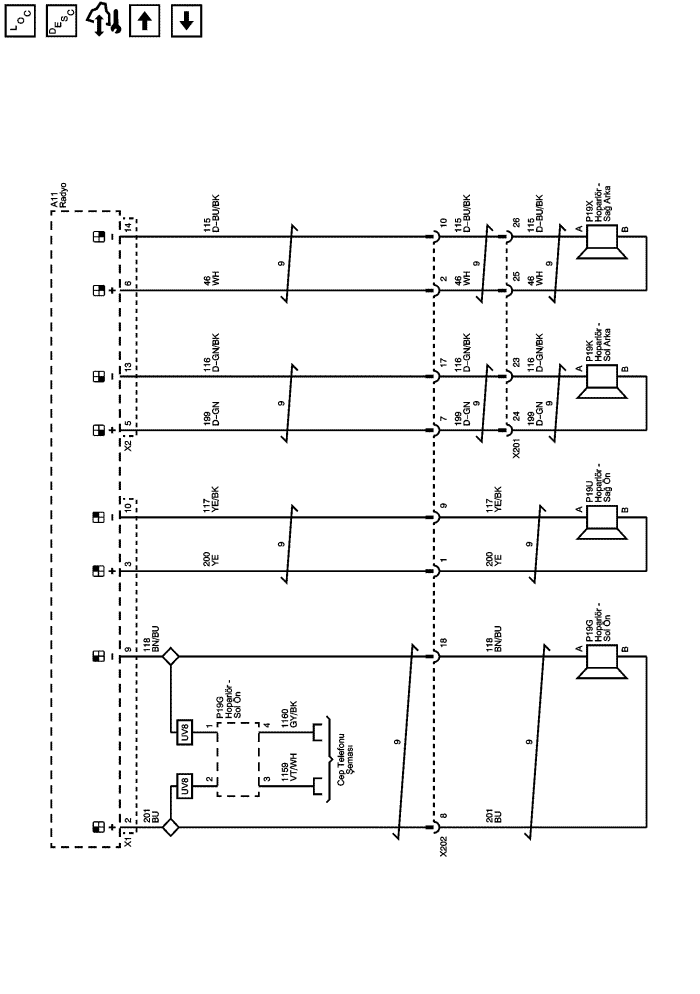 LOC
DESC
A11
Radyo
+
−
+
−
+
−
+
−
X1
2
9
3
10
X2
5
13
6
14
201
BU
118
BN/BU
UV8
UV8
2
1
P19G
Hoparlör -
Sol Ön
3
4
1159
VT/WH
1160
GY/BK
Cep Telefonu
Şeması
200
YE
117
YE/BK
199
D-GN
116
D-GN/BK
46
WH
115
D-BU/BK
9
9
9
9
X202
8
18
1
9
7
17
2
10
199
D-GN
116
D-GN/BK
46
WH
115
D-BU/BK
9
9
X201
24
23
25
26
201
BU
118
BN/BU
200
YE
117
YE/BK
199
D-GN
116
D-GN/BK
46
WH
115
D-BU/BK
9
9
9
9
A
B
P19G
Hoparlör -
Sol Ön
A
B
P19U
Hoparlör -
Sağ Ön
A
B
P19K
Hoparlör -
Sol Arka
A
B
P19X
Hoparlör -
Sağ Arka